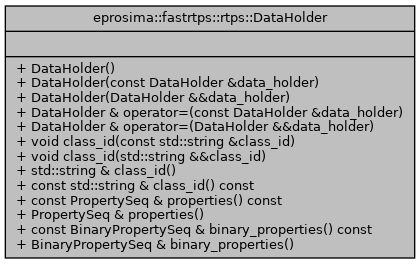 eprosima::fastrtps::rtps::DataHolder
+ DataHolder()
+ DataHolder(const DataHolder &data_holder)
+ DataHolder(DataHolder &&data_holder)
+ DataHolder & operator=(const DataHolder &data_holder)
+ DataHolder & operator=(DataHolder &&data_holder)
+ void class_id(const std::string &class_id)
+ void class_id(std::string &&class_id)
+ std::string & class_id()
+ const std::string & class_id() const
+ const PropertySeq & properties() const
+ PropertySeq & properties()
+ const BinaryPropertySeq & binary_properties() const
+ BinaryPropertySeq & binary_properties()